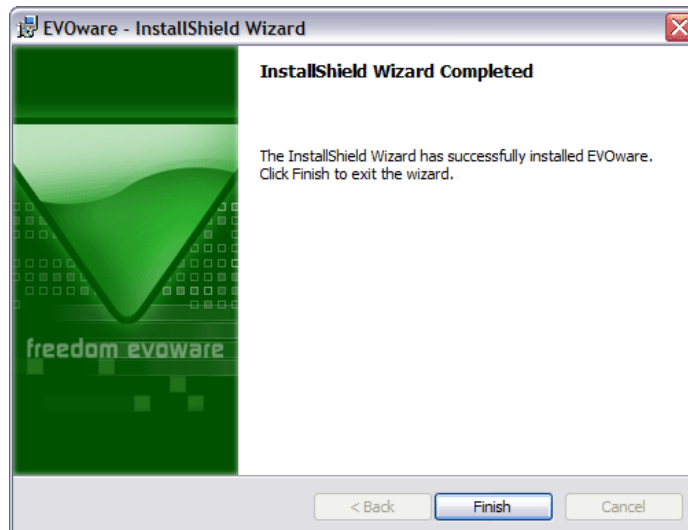 EVOware - InstallShield Wizard
InstallShield Wizard Completed
The InstallShield Wizard has successfully installed EVOware.
Click Finish to exit the wizard.
freedom evoware
< Back
Finish
Cancel